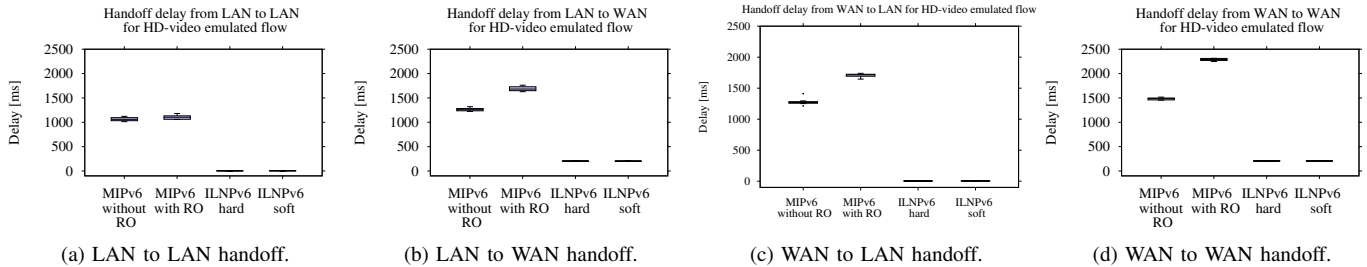 Handoff delay from LAN to LAN
for HD-video emulated flow
Delay [ms]
2500
2000
1500
1000
500
0
MIPv6 without RO
MIPv6 with RO
ILNPv6 hard
ILNPv6 soft
(a) LAN to LAN handoff.
Handoff delay from LAN to WAN
for HD-video emulated flow
Delay [ms]
2500
2000
1500
1000
500
0
MIPv6 without RO
MIPv6 with RO
ILNPv6 hard
ILNPv6 soft
(b) LAN to WAN handoff.
Handoff delay from WAN to LAN for HD-video emulated flow
Delay [ms]
2500
2000
1500
1000
500
0
MIPv6 without RO
MIPv6 with RO
ILNPv6 hard
ILNPv6 soft
(c) WAN to LAN handoff.
Handoff delay from WAN to WAN
for HD-video emulated flow
Delay [ms]
2500
2000
1500
1000
500
0
MIPv6 without RO
MIPv6 with RO
ILNPv6 hard
ILNPv6 soft
(d) WAN to WAN handoff.